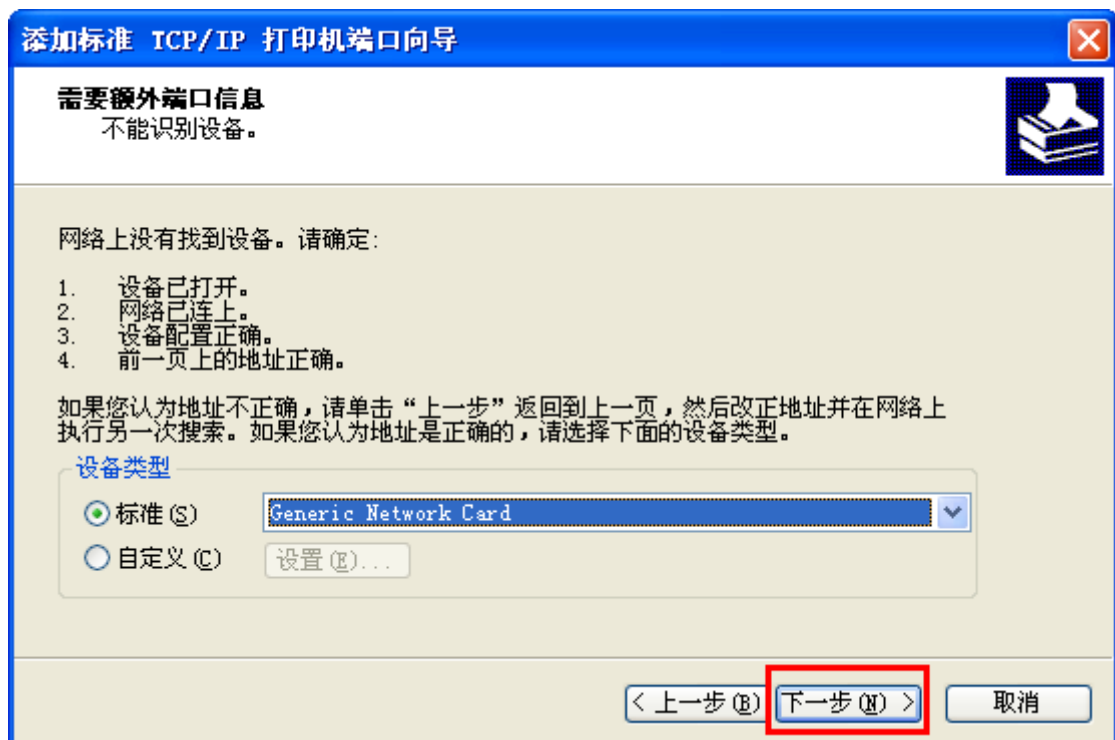 添加标准 TCP/IP 打印机端口向导
需要额外端口信息
不能识别设备。
网络上没有找到设备。请确定:
1. 设备已打开。
2. 网络已连上。
3. 设备配置正确。
4. 前一页上的地址正确。
如果您认为地址不正确，请单击“上一步”返回到上一页，然后改正地址并在网络上
执行另一次搜索。如果您认为地址是正确的，请选择下面的设备类型。
设备类型
标准(S) Generic Network Card
自定义(C) 设置(E)...
< 上一步(B) 下一步(N) > 取消